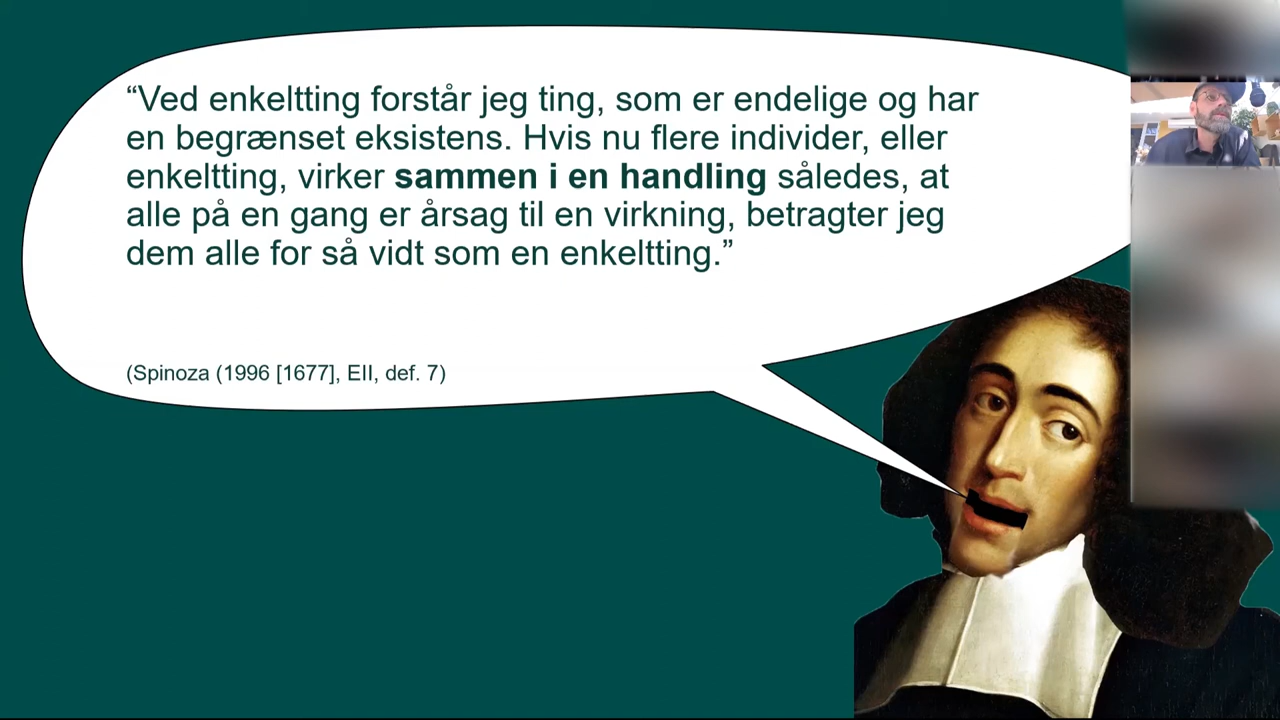 “Ved enkeltting forstår jeg ting, som er endelige og har
en begrænset eksistens. Hvis nu flere individer, eller
enkeltting, virker sammen i en handling således, at
alle på en gang er årsag til en virkning, betragter jeg
dem alle for så vidt som en enkeltting.”
(Spinoza (1996 [1677], EII, def. 7)